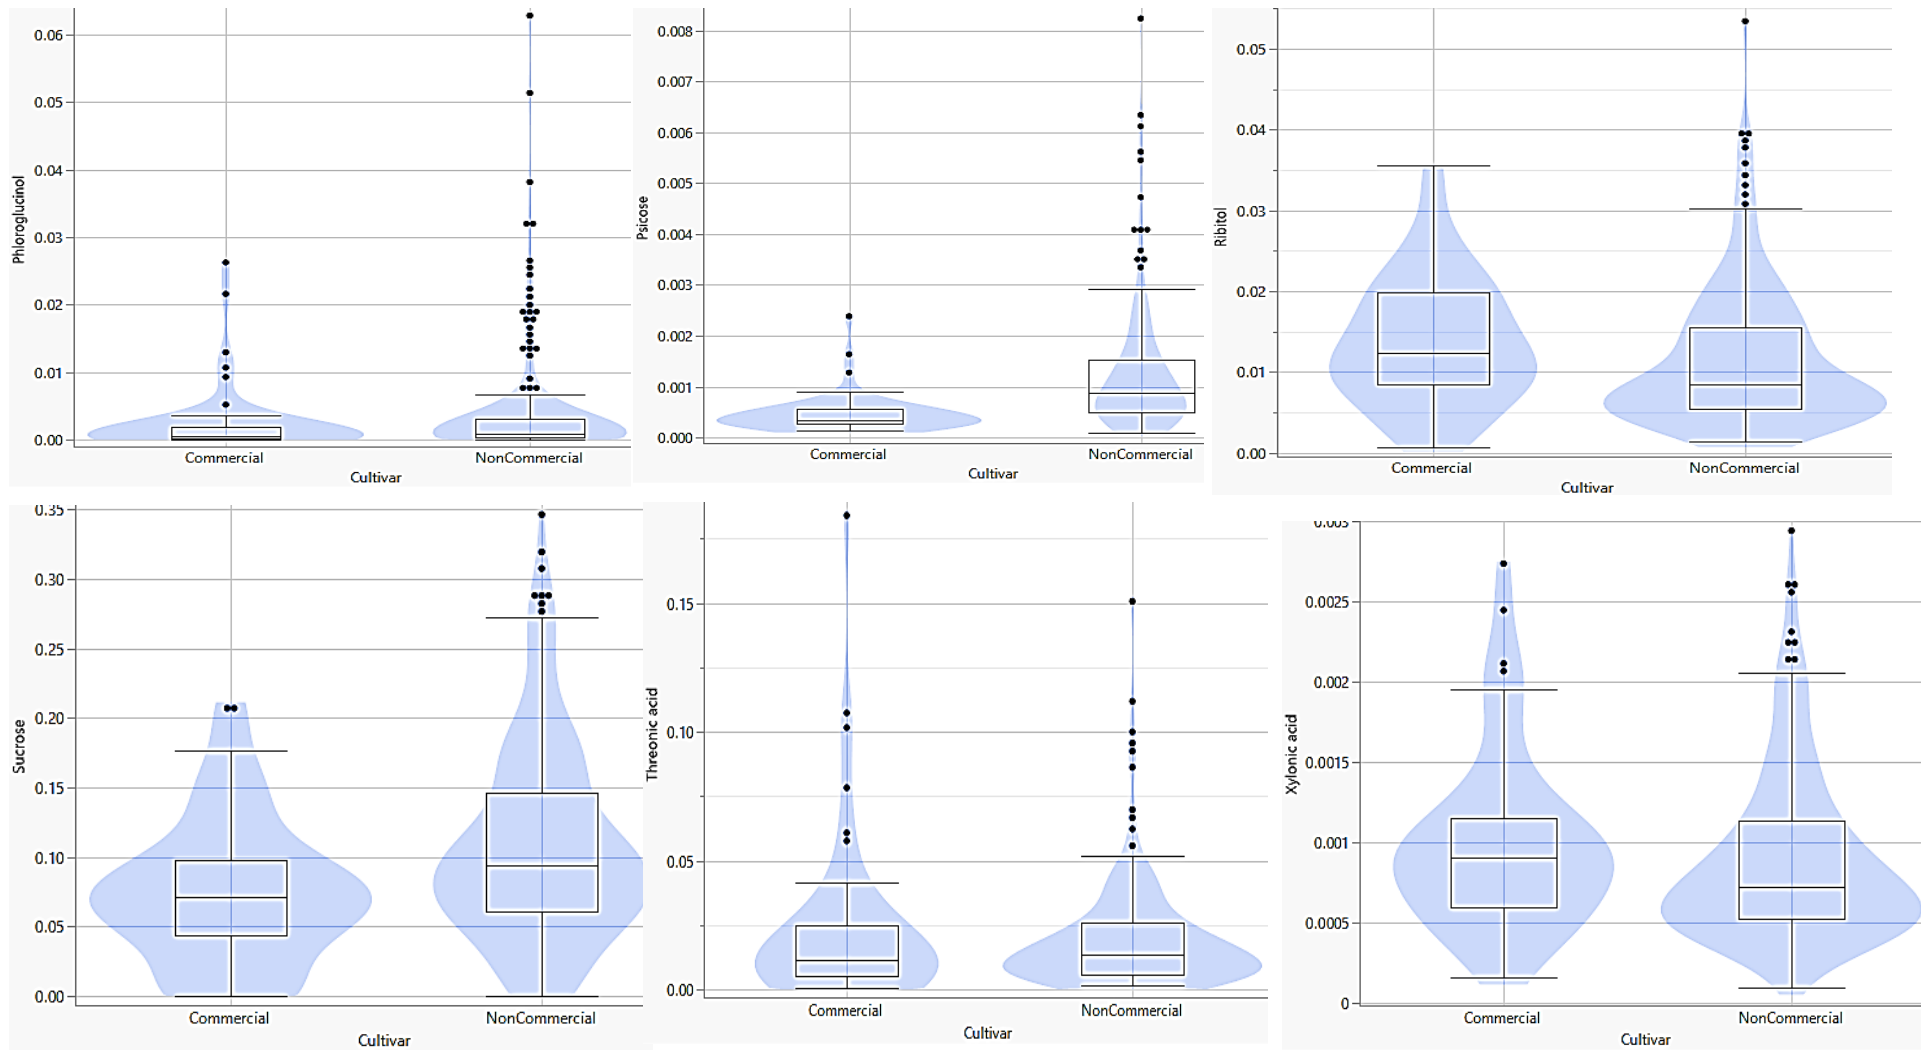 Phloroglucinol
0.06
0.05
0.04
0.03
0.02
0.01
0.00
Commercial
NonCommercial
Cultivar
Psicose
0.008
0.007
0.006
0.005
0.004
0.003
0.002
0.001
0.000
Commercial
NonCommercial
Cultivar
Ribitol
0.05
0.04
0.03
0.02
0.01
0.00
Commercial
NonCommercial
Cultivar
Sucrose
0.35
0.30
0.25
0.20
0.15
0.10
0.05
0.00
Commercial
NonCommercial
Cultivar
Threonic acid
0.15
0.10
0.05
0.00
Commercial
NonCommercial
Cultivar
Xylonic acid
0.003
0.0025
0.002
0.0015
0.001
0.0005
0
Commercial
NonCommercial
Cultivar